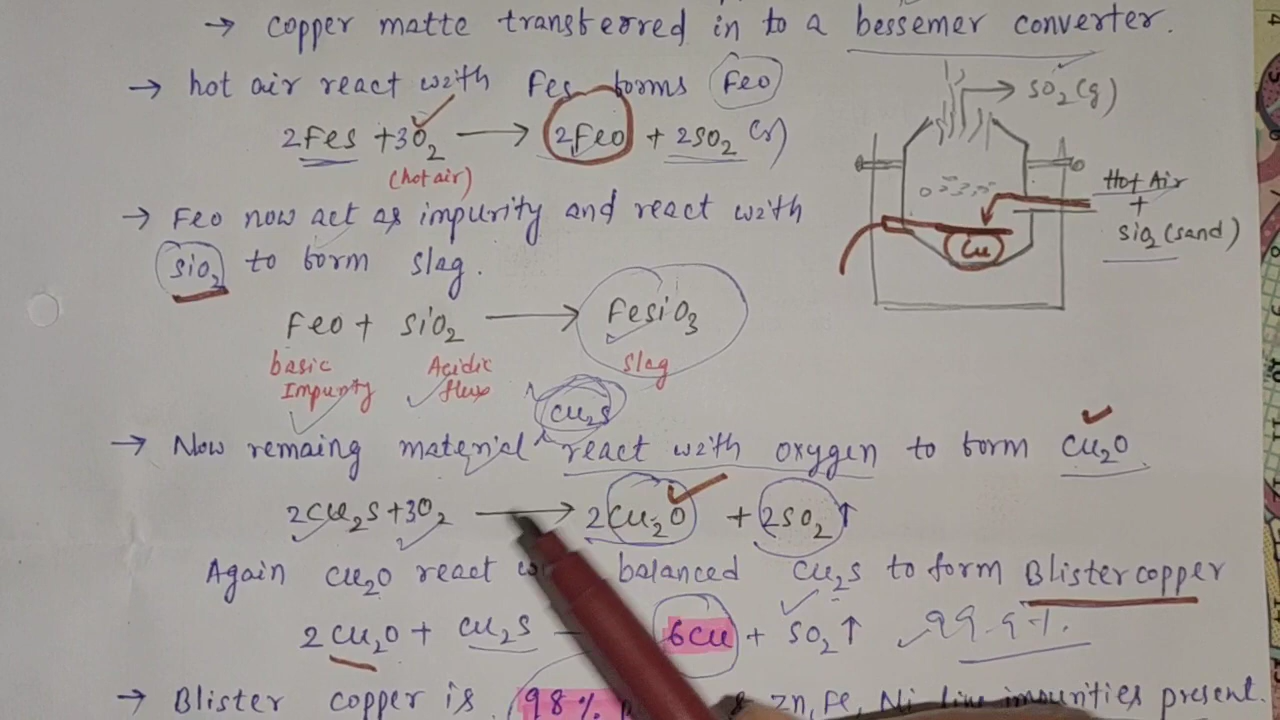 → copper matte transferred in to a bessemer converter.
→ hot air react with Fes forms Feo
2Fes + 3O₂ ⟶ 2Feo + 2SO₂ (g)
(hot air)
→ Feo now act as impurity and react with
SiO₂ to form slag.
Feo + SiO₂ ⟶ FeSiO₃
basic Impurity
Acidic flux
slag
Cu₂S
→ Now remaing material react with oxygen to form Cu₂O
2Cu₂S + 3O₂ ⟶ 2Cu₂O + 2SO₂ ↑
Again Cu₂O react balanced Cu₂S to form Blister copper
2Cu₂O + Cu₂S 6Cu + SO₂ ↑ 99.9%
→ Blister copper is 98% Zn, Fe, Ni like impurities present.
SO₂(g)
Hot Air
+
SiO₂ (sand)
Cu